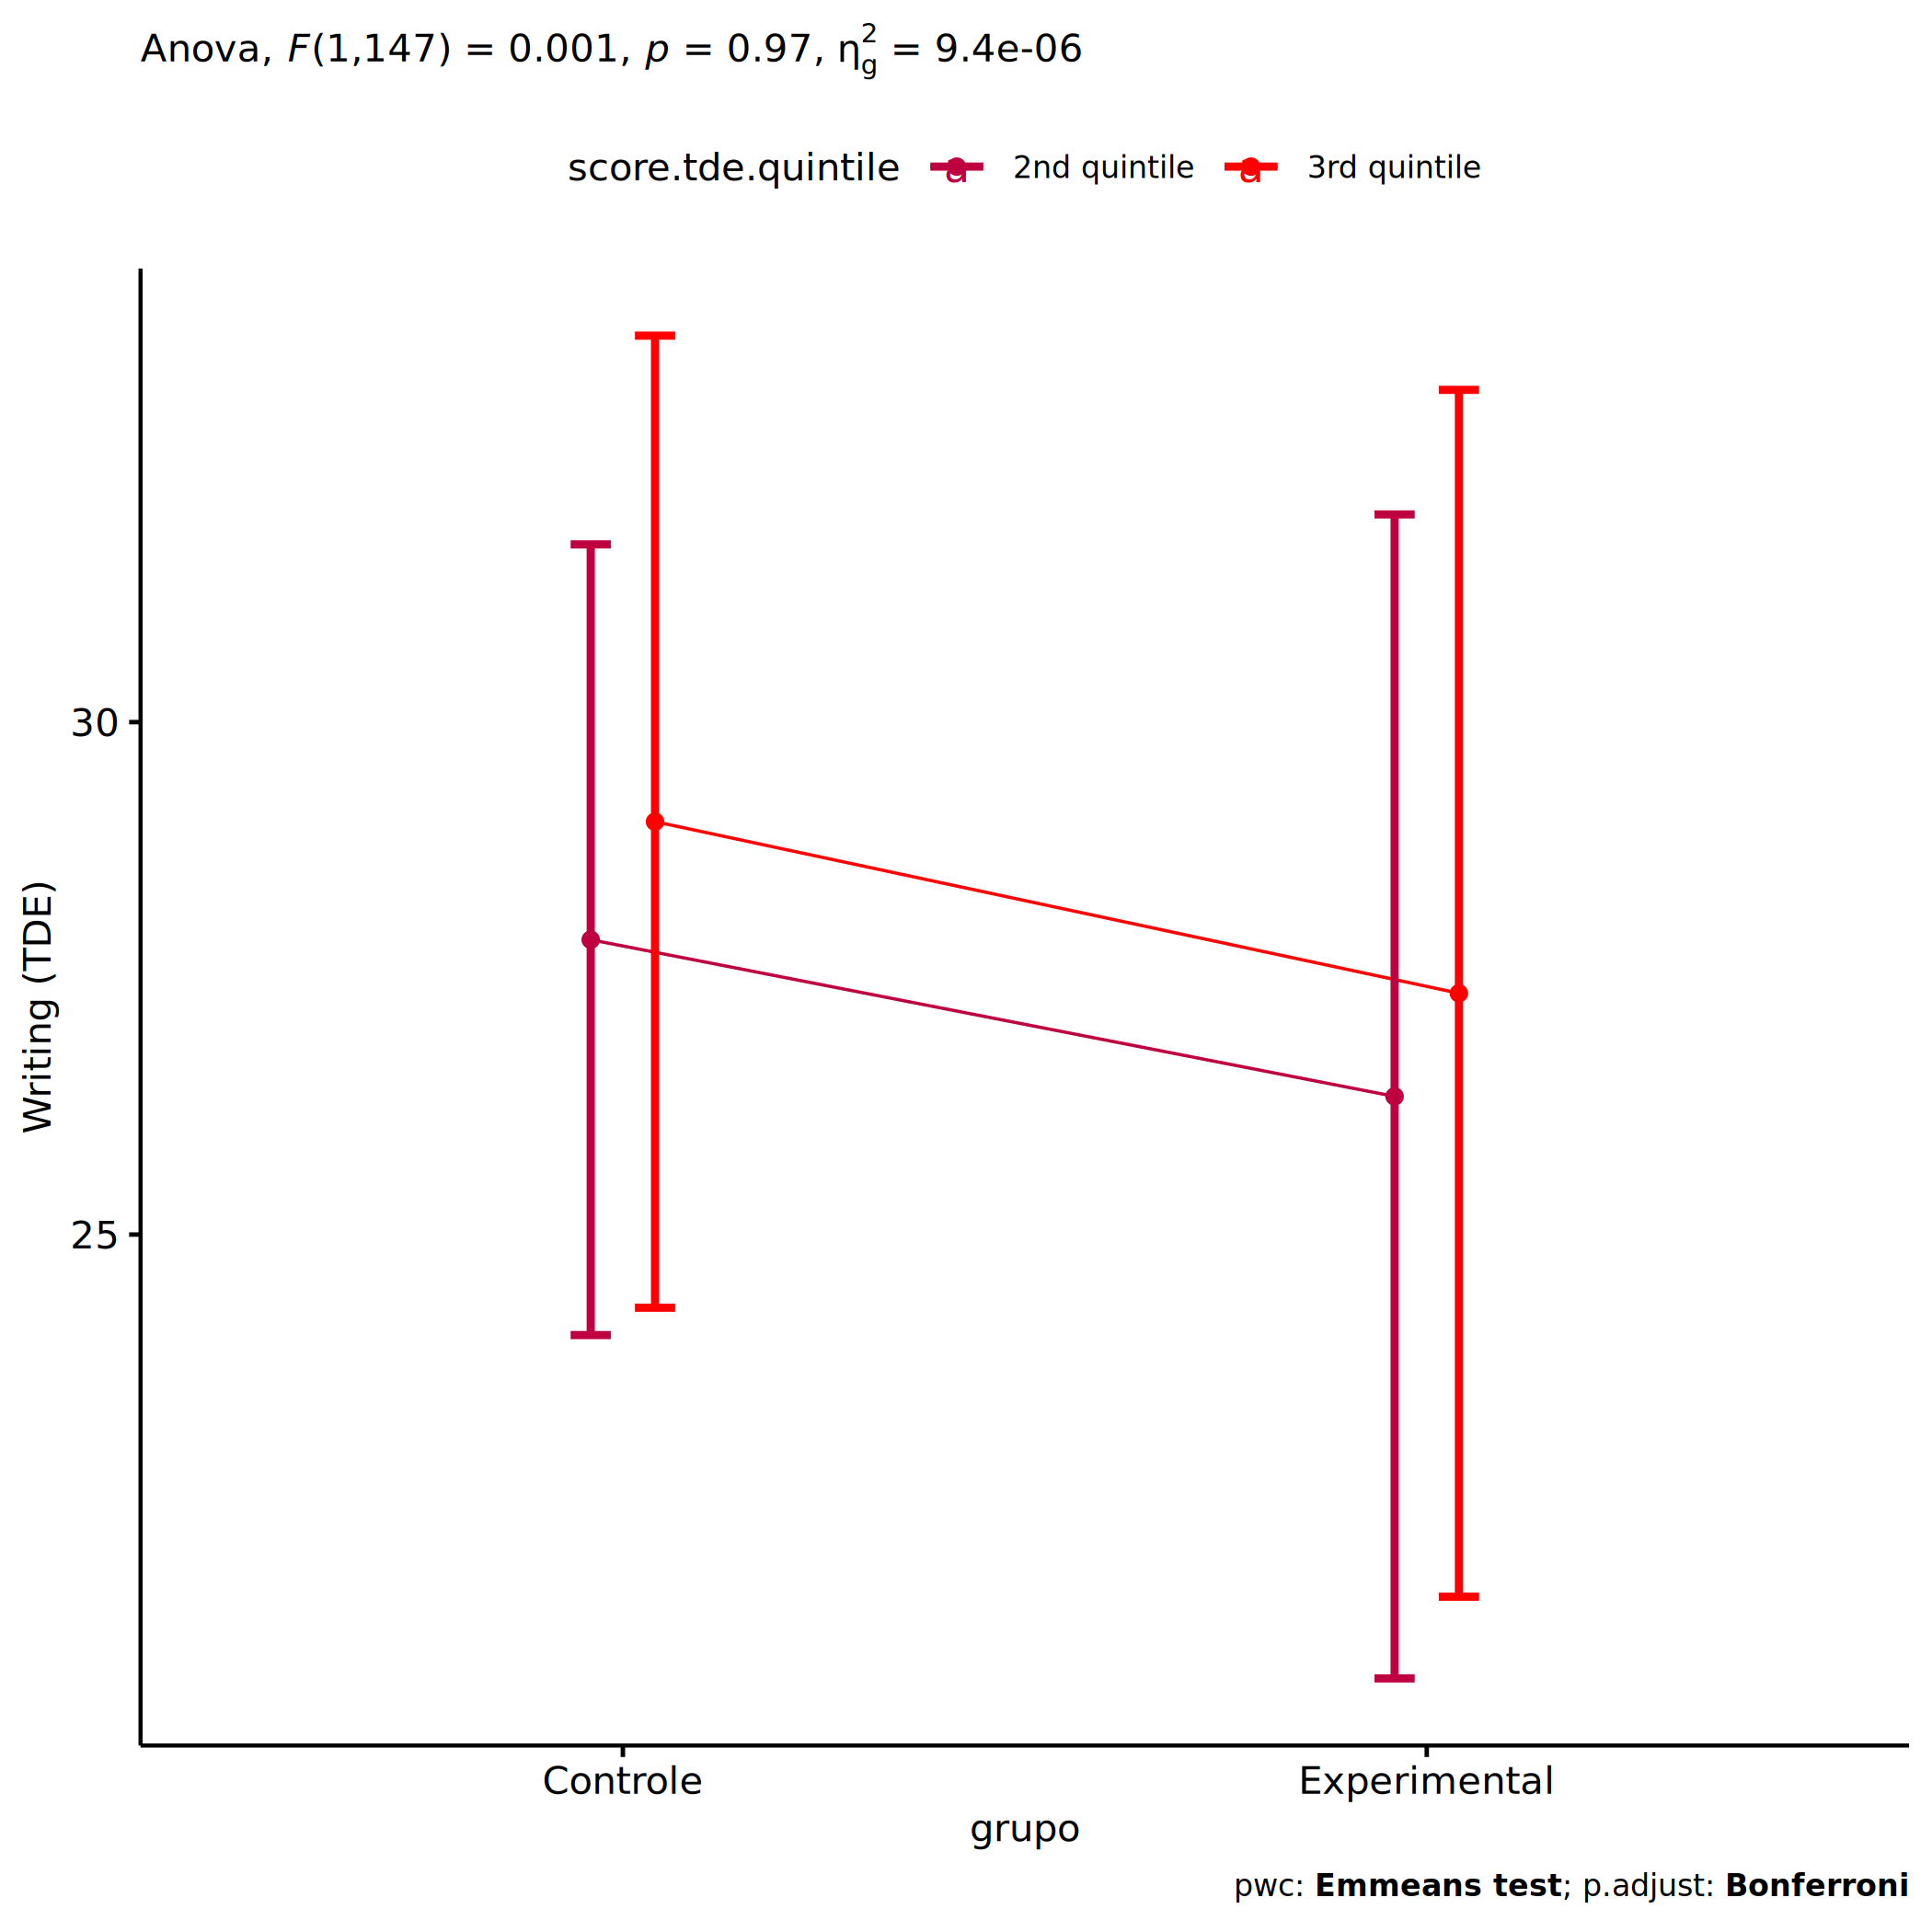 Anova, F(1,147) = 0.001, p = 0.97, η²g = 9.4e-06
score.tde.quintile a 2nd quintile a 3rd quintile
30
25
Writing (TDE)
Controle Experimental
grupo
pwc: Emmeans test; p.adjust: Bonferroni